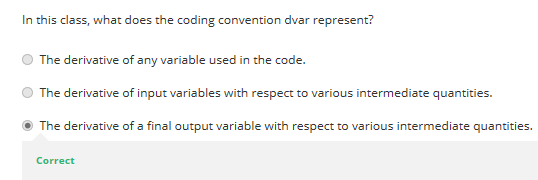 In this class, what does the coding convention dvar represent?
The derivative of any variable used in the code.
The derivative of input variables with respect to various intermediate quantities.
The derivative of a final output variable with respect to various intermediate quantities.
Correct